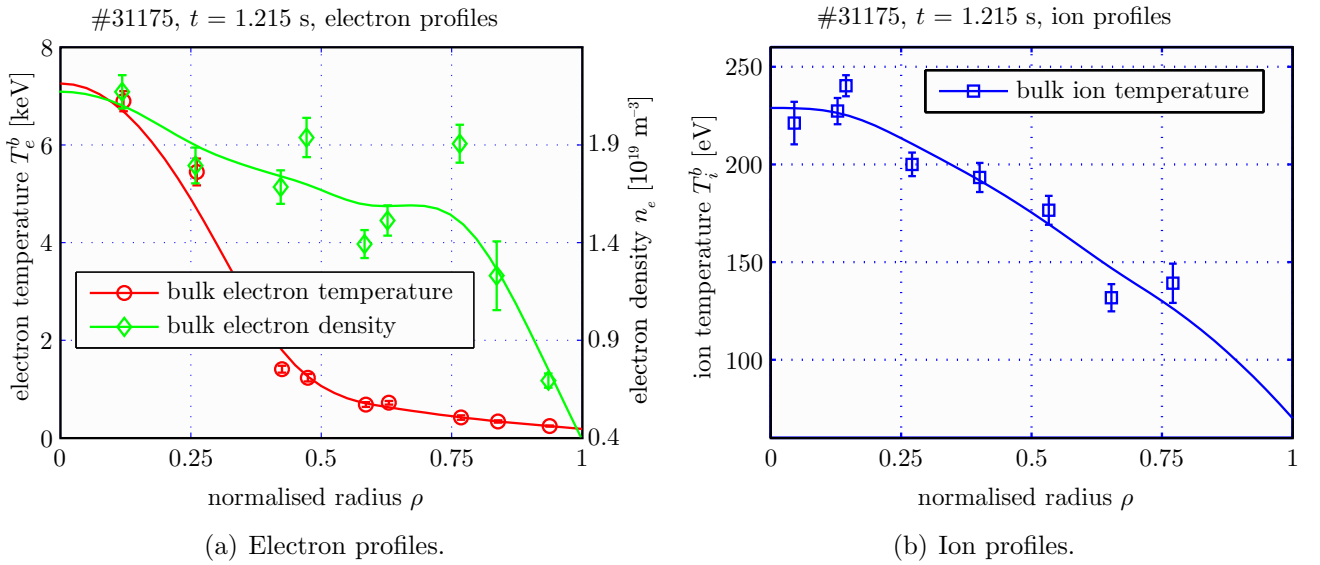 #31175, t = 1.215 s, electron profiles
8
6
4
2
0
electron temperature T_e^b [keV]
1.9
1.4
0.9
0.4
electron density n_e [10^19 m^-3]
bulk electron temperature
bulk electron density
0 0.25 0.5 0.75 1
normalised radius ρ
(a) Electron profiles.
#31175, t = 1.215 s, ion profiles
250
200
150
100
ion temperature T_i^b [eV]
bulk ion temperature
0 0.25 0.5 0.75 1
normalised radius ρ
(b) Ion profiles.